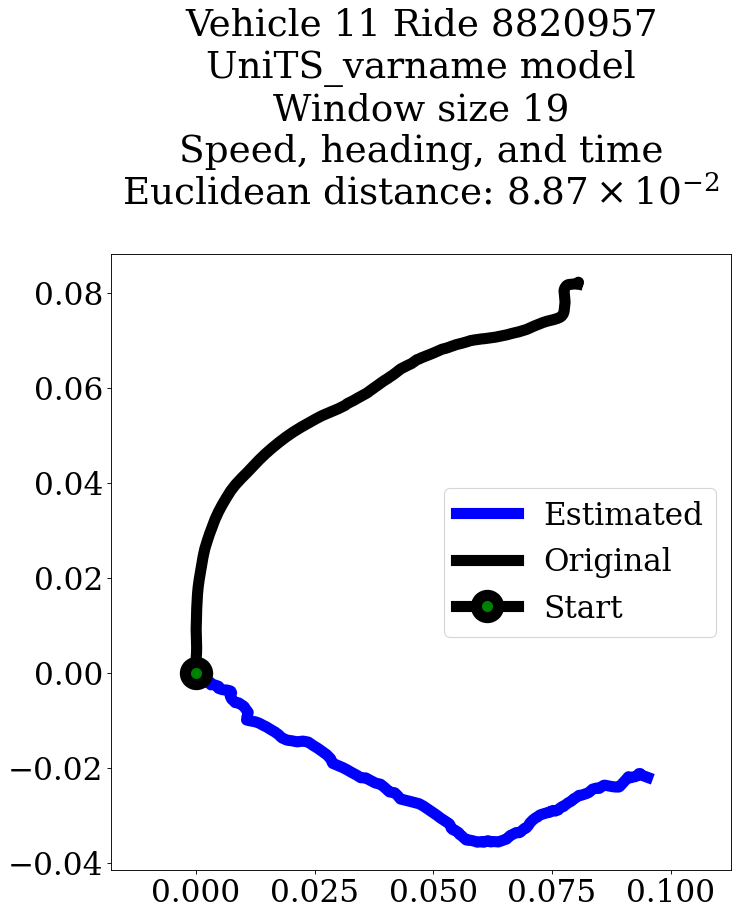 Vehicle 11 Ride 8820957
UniTS_varname model
Window size 19
Speed, heading, and time
Euclidean distance: 8.87 × 10⁻²
0.08
0.06
0.04
0.02
0.00
−0.02
−0.04
Estimated
Original
Start
0.000 0.025 0.050 0.075 0.100